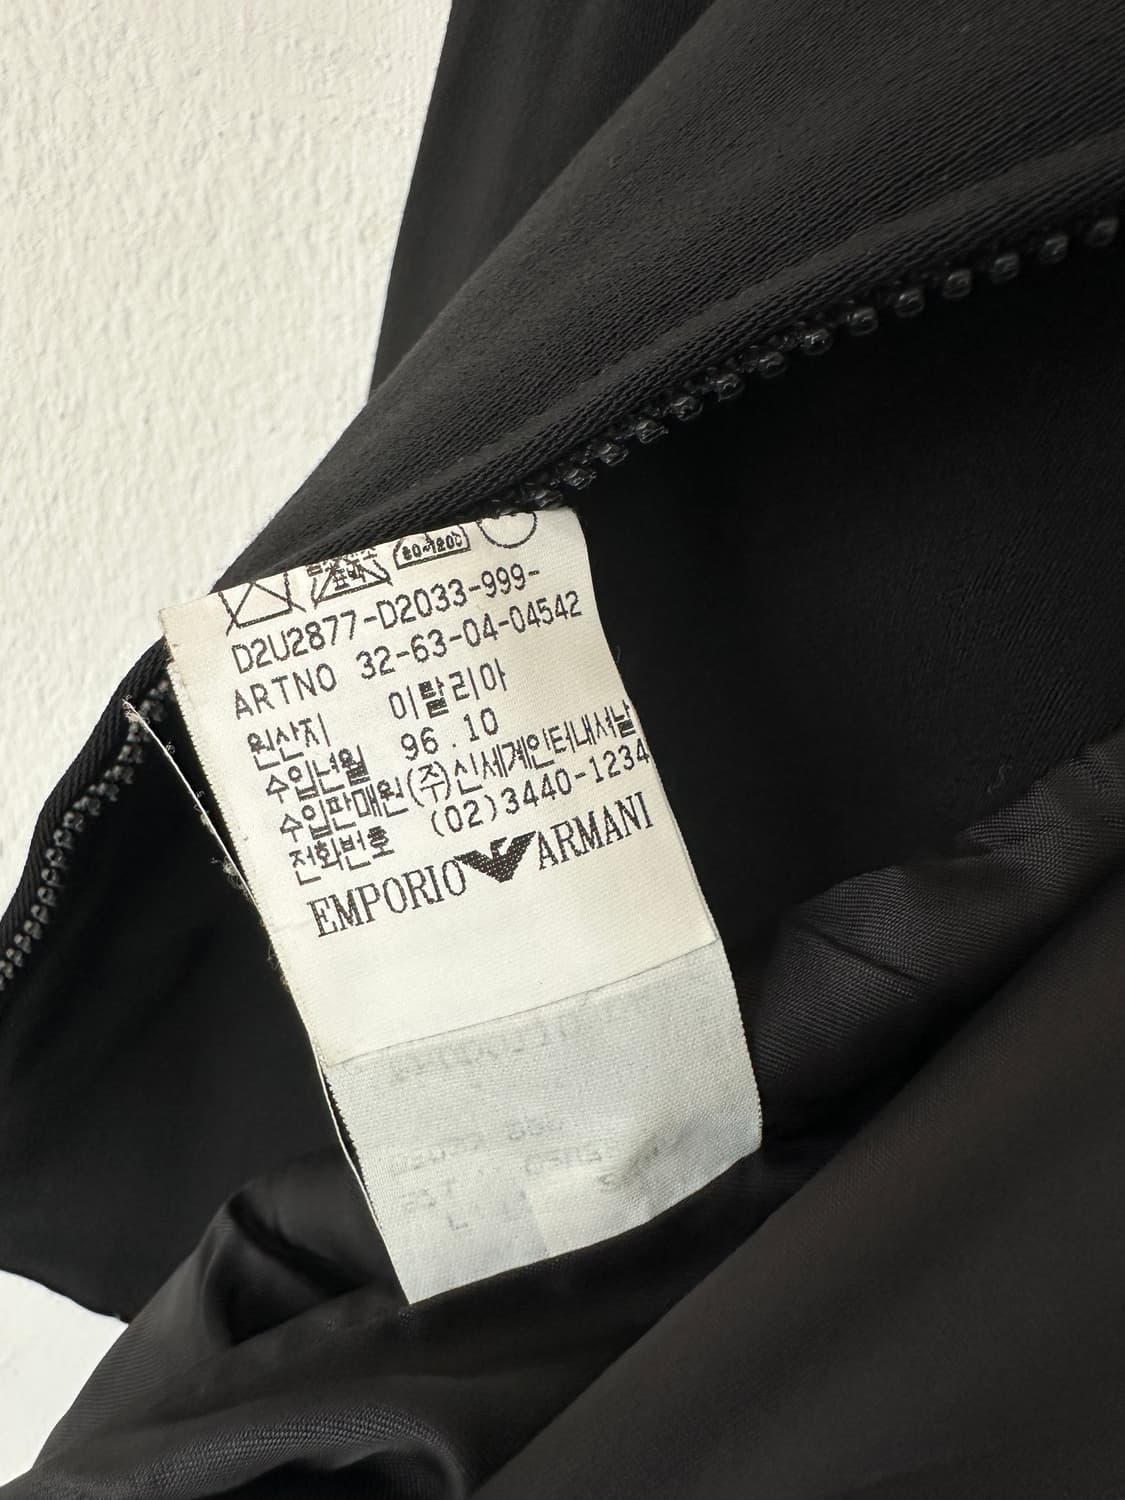 80~120℃
D2U2877-D2033-999-
ARTNO 32-63-04-04542
원산지 이탈리아
수입년월 96.10
수입판매원 (주)신세계인터내셔날
전화번호 (02)3440-1234
EMPORIO ARMANI